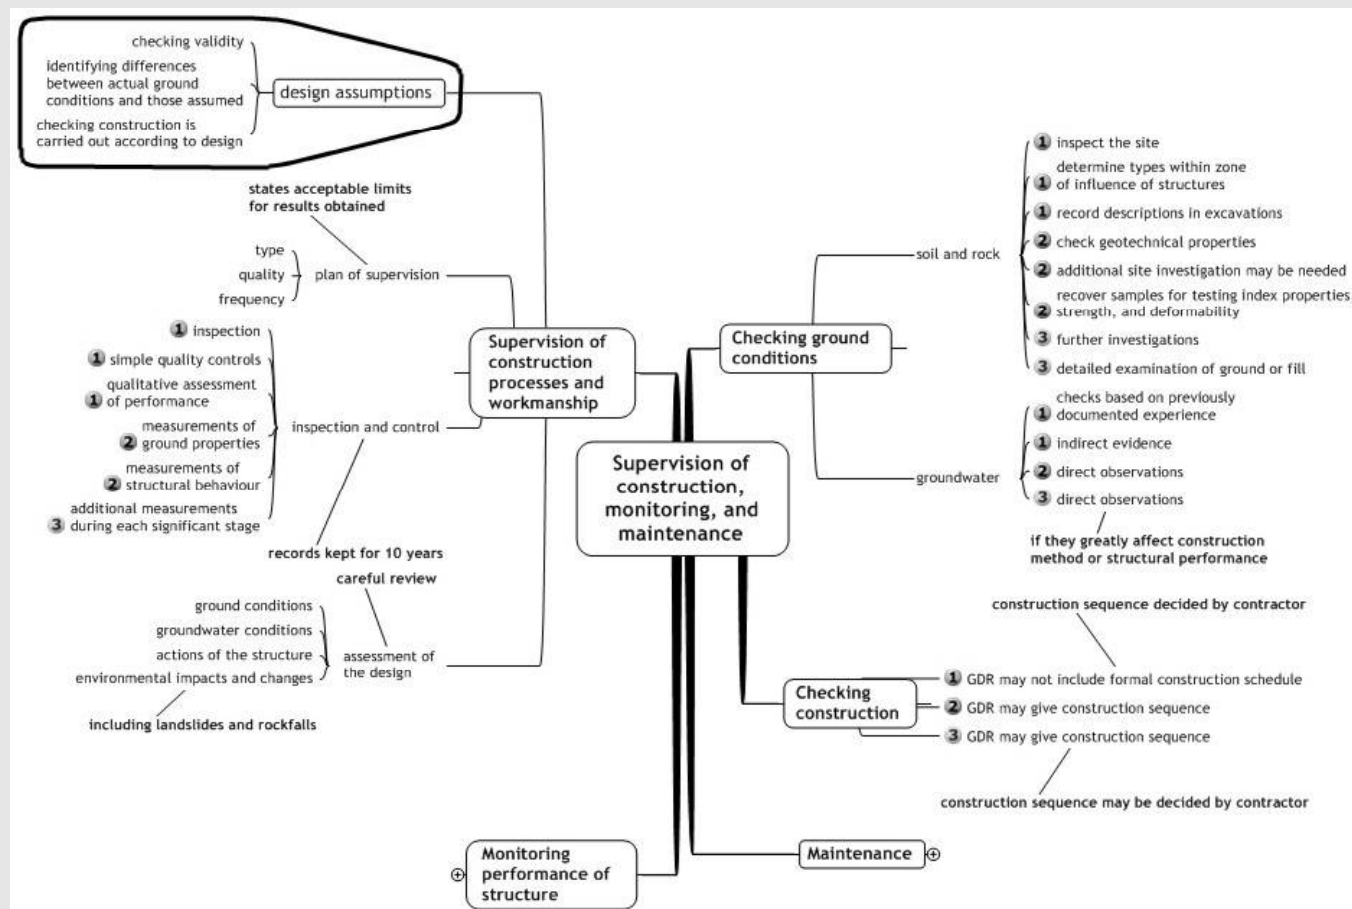 checking validity
identifying differences
between actual ground
conditions and those assumed
checking construction is
carried out according to design
design assumptions
states acceptable limits
for results obtained
type
quality
frequency
plan of supervision
1 inspection
1 simple quality controls
qualitative assessment
1 of performance
measurements of
2 ground properties
measurements of
2 structural behaviour
additional measurements
3 during each significant stage
inspection and control
records kept for 10 years
careful review
ground conditions
groundwater conditions
actions of the structure
environmental impacts and changes
assessment of
the design
including landslides and rockfalls
Supervision of
construction
processes and
workmanship
Supervision of
construction,
monitoring, and
maintenance
Monitoring
performance of
structure
Checking ground
conditions
soil and rock
1 inspect the site
determine types within zone
1 of influence of structures
1 record descriptions in excavations
2 check geotechnical properties
2 additional site investigation may be needed
recover samples for testing index properties,
2 strength, and deformability
3 further investigations
3 detailed examination of ground or fill
groundwater
checks based on previously
1 documented experience
1 indirect evidence
2 direct observations
3 direct observations
if they greatly affect construction
method or structural performance
construction sequence decided by contractor
Checking
construction
1 GDR may not include formal construction schedule
2 GDR may give construction sequence
3 GDR may give construction sequence
construction sequence may be decided by contractor
Maintenance